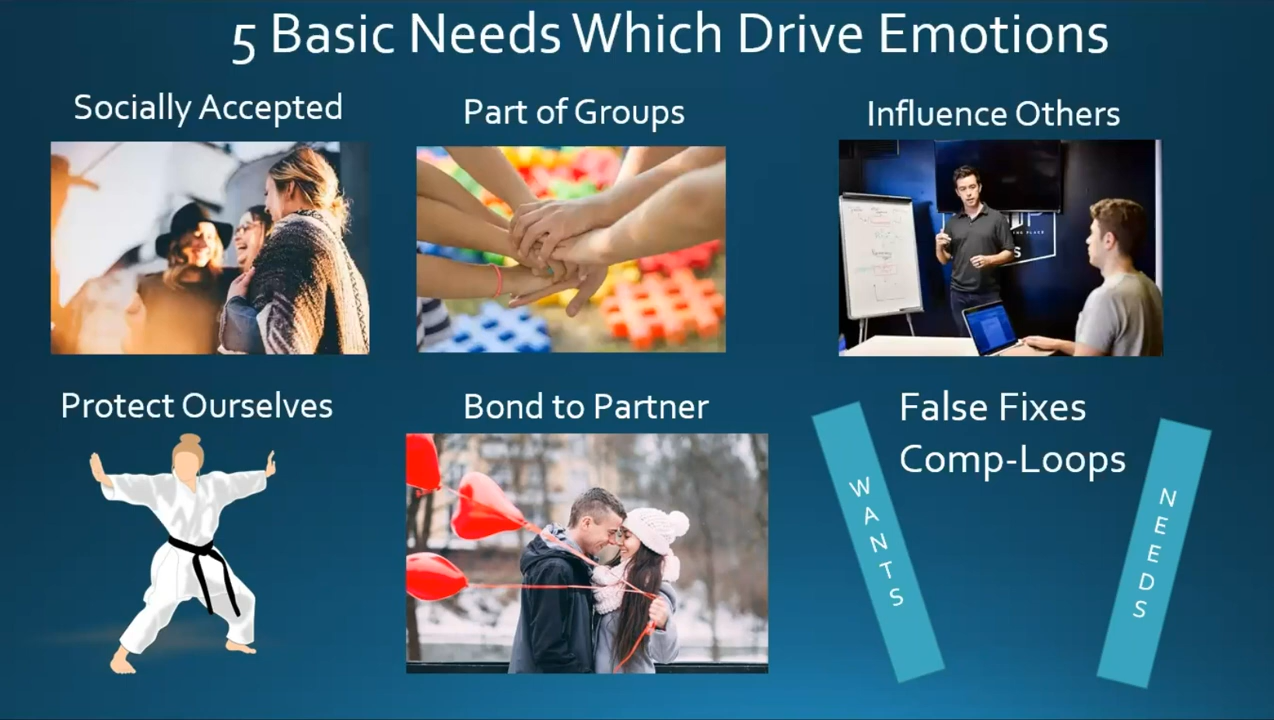 5 Basic Needs Which Drive Emotions
Socially Accepted
Part of Groups
Influence Others
Protect Ourselves
Bond to Partner
False Fixes
Comp-Loops
WANTS
NEEDS